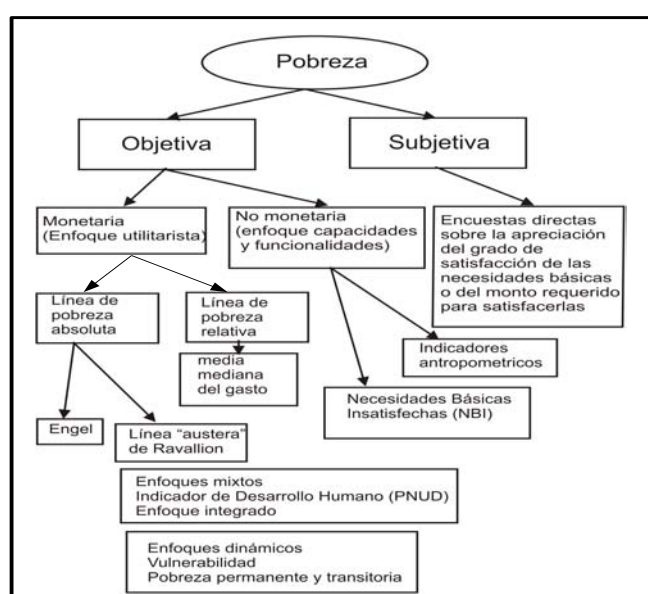 Pobreza
Objetiva
Subjetiva
Monetaria
(Enfoque utilitarista)
No monetaria
(enfoque capacidades
y funcionalidades)
Encuestas directas
sobre la apreciación
del grado de
satisfacción de las
necesidades básicas
o del monto requerido
para satisfacerlas
Línea de
pobreza
absoluta
Línea de
pobreza
relativa
media
mediana
del gasto
Indicadores
antropometricos
Necesidades Básicas
Insatisfechas (NBI)
Engel
Línea “austera”
de Ravallion
Enfoques mixtos
Indicador de Desarrollo Humano (PNUD)
Enfoque integrado
Enfoques dinámicos
Vulnerabilidad
Pobreza permanente y transitoria